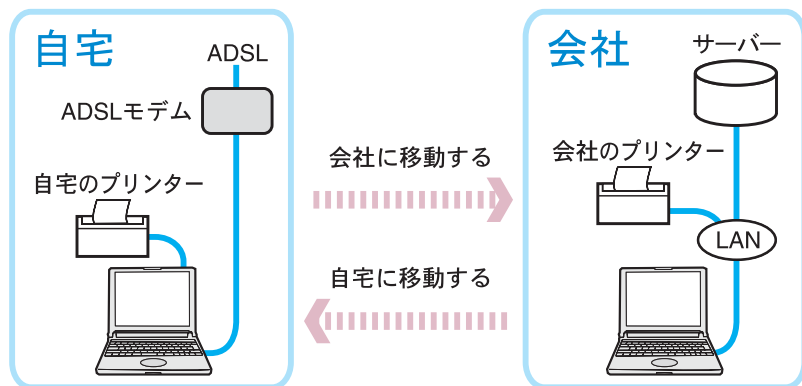 自宅
ADSL
ADSLモデム
自宅のプリンター
会社に移動する
自宅に移動する
会社
サーバー
会社のプリンター
LAN